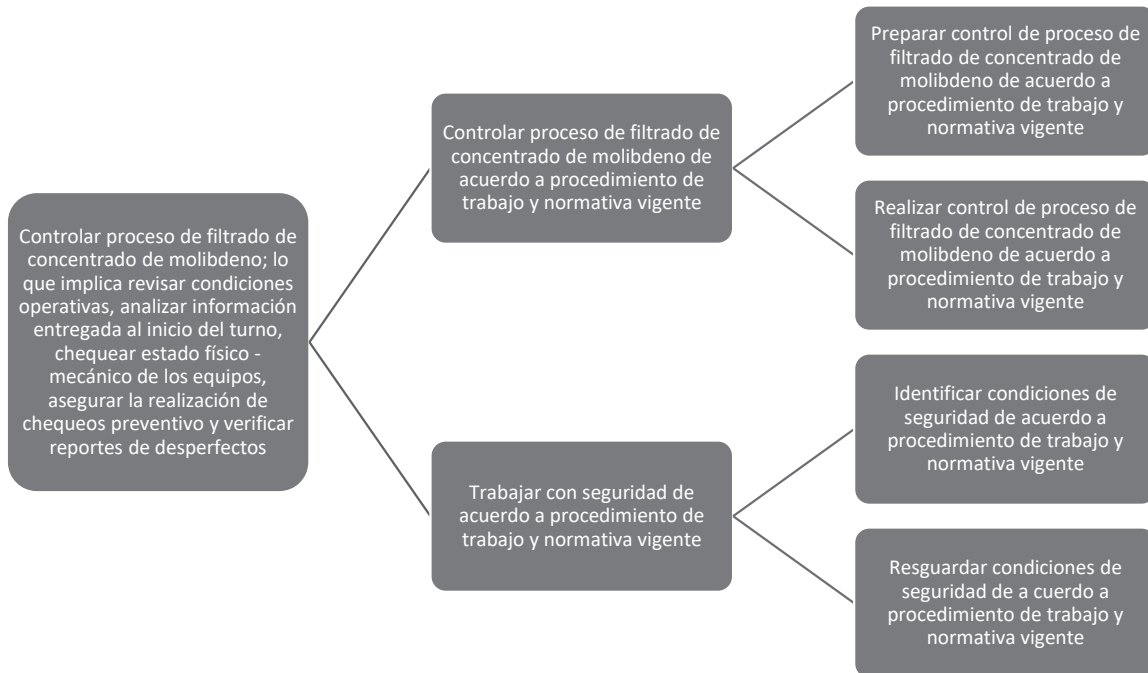 Controlar proceso de filtrado de
concentrado de molibdeno; lo
que implica revisar condiciones
operativas, analizar información
entregada al inicio del turno,
chequear estado físico -
mecánico de los equipos,
asegurar la realización de
chequeos preventivo y verificar
reportes de desperfectos
Controlar proceso de filtrado de
concentrado de molibdeno de
acuerdo a procedimiento de
trabajo y normativa vigente
Preparar control de proceso de
filtrado de concentrado de
molibdeno de acuerdo a
procedimiento de trabajo y
normativa vigente
Realizar control de proceso de
filtrado de concentrado de
molibdeno de acuerdo a
procedimiento de trabajo y
normativa vigente
Trabajar con seguridad de
acuerdo a procedimiento de
trabajo y normativa vigente
Identificar condiciones de
seguridad de acuerdo a
procedimiento de trabajo y
normativa vigente
Resguardar condiciones de
seguridad de a cuerdo a
procedimiento de trabajo y
normativa vigente